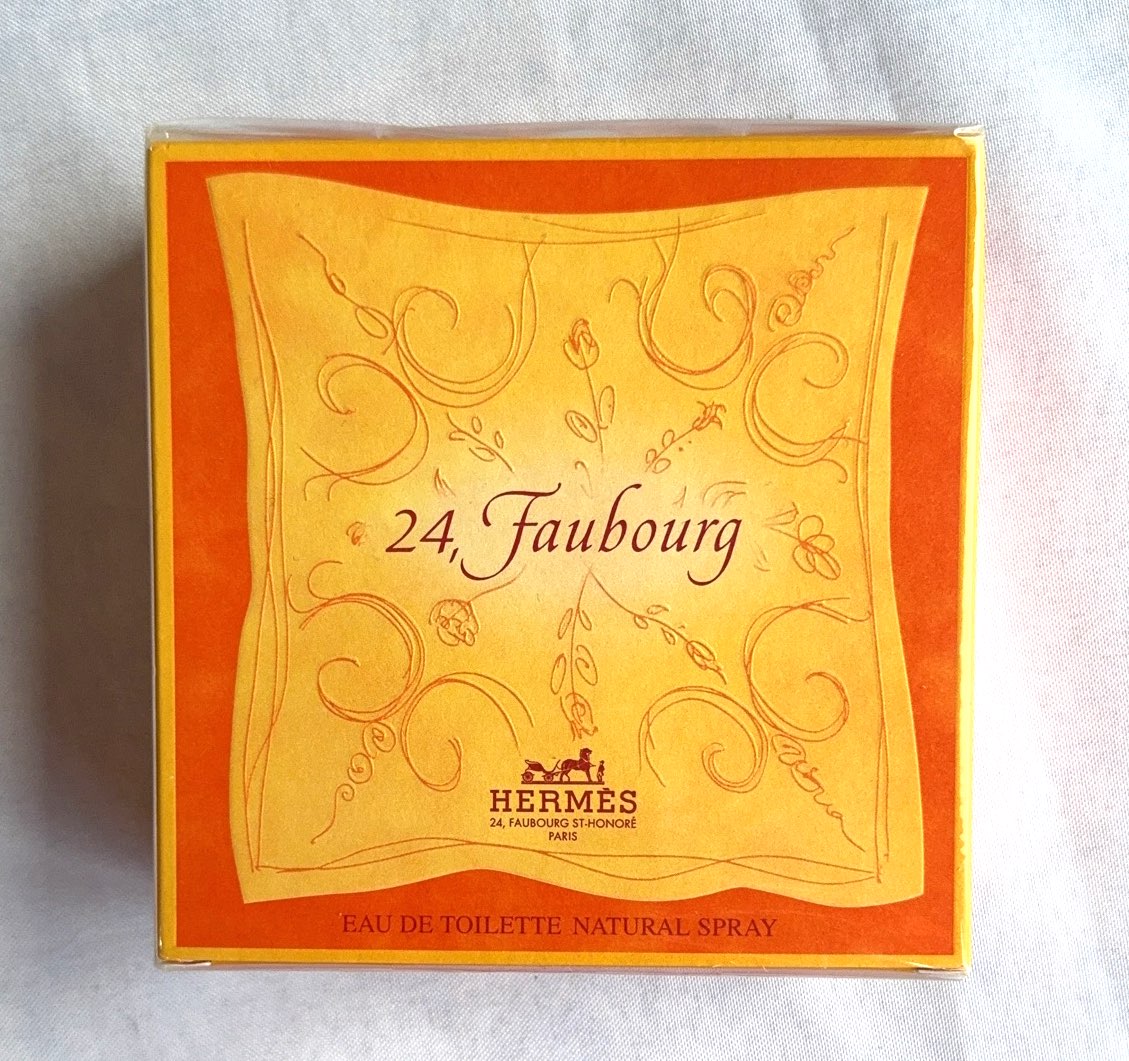 24, Faubourg
HERMÈS
24, FAUBOURG ST-HONORÉ
PARIS
EAU DE TOILETTE NATURAL SPRAY